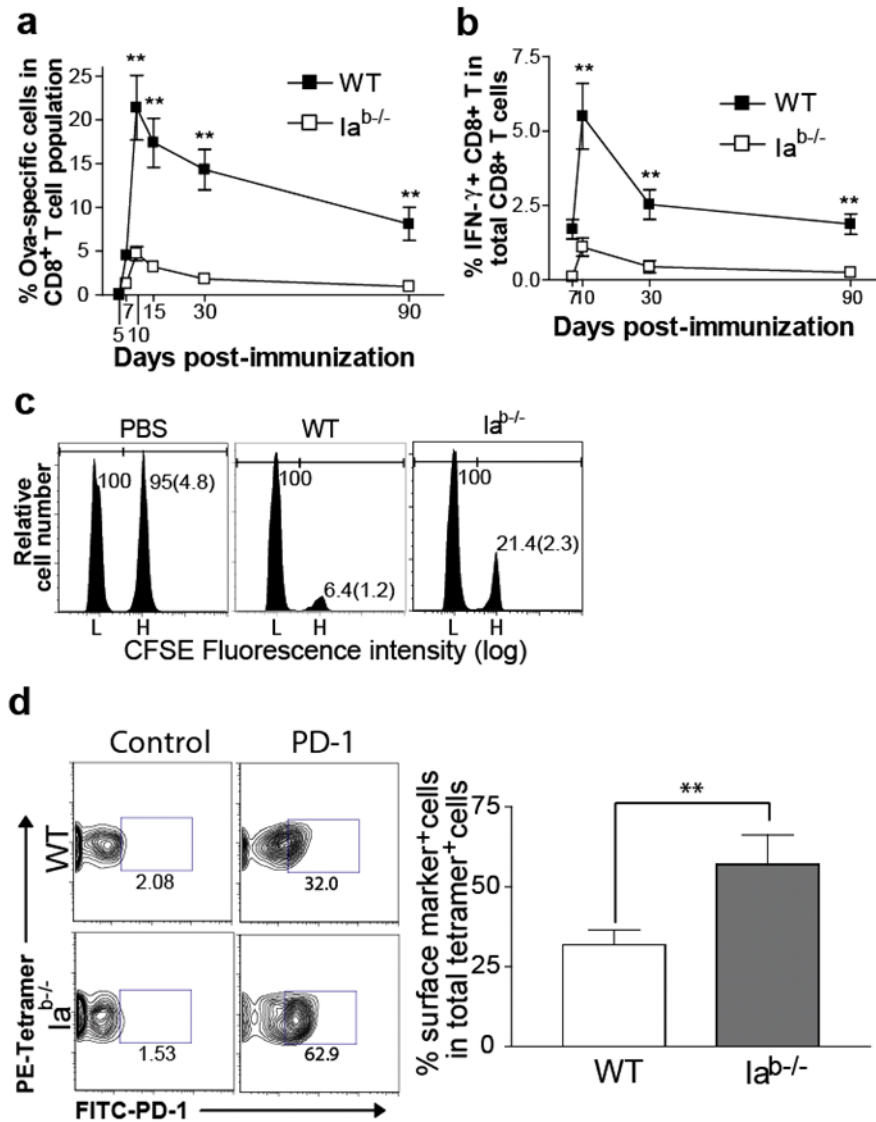 a
% Ova-specific cells in
CD8+ T cell population
25
20
15
10
5
0
**
**
**
**
WT
Iab-/-
5
7
10
15
30
90
Days post-immunization
b
% IFN-γ+ CD8+ T in
total CD8+ T cells
7.5
5.0
2.5
0.0
**
**
**
WT
Iab-/-
7
10
30
90
Days post-immunization
c
PBS
WT
Iab-/-
Relative
cell number
100
95(4.8)
100
6.4(1.2)
100
21.4(2.3)
L
H
L
H
L
H
CFSE Fluorescence intensity (log)
d
Control
PD-1
WT
2.08
32.0
Iab-/-
1.53
62.9
PE-Tetramer
FITC-PD-1
% surface marker+cells
in total tetramer+cells
75
50
25
0
**
WT
Iab-/-